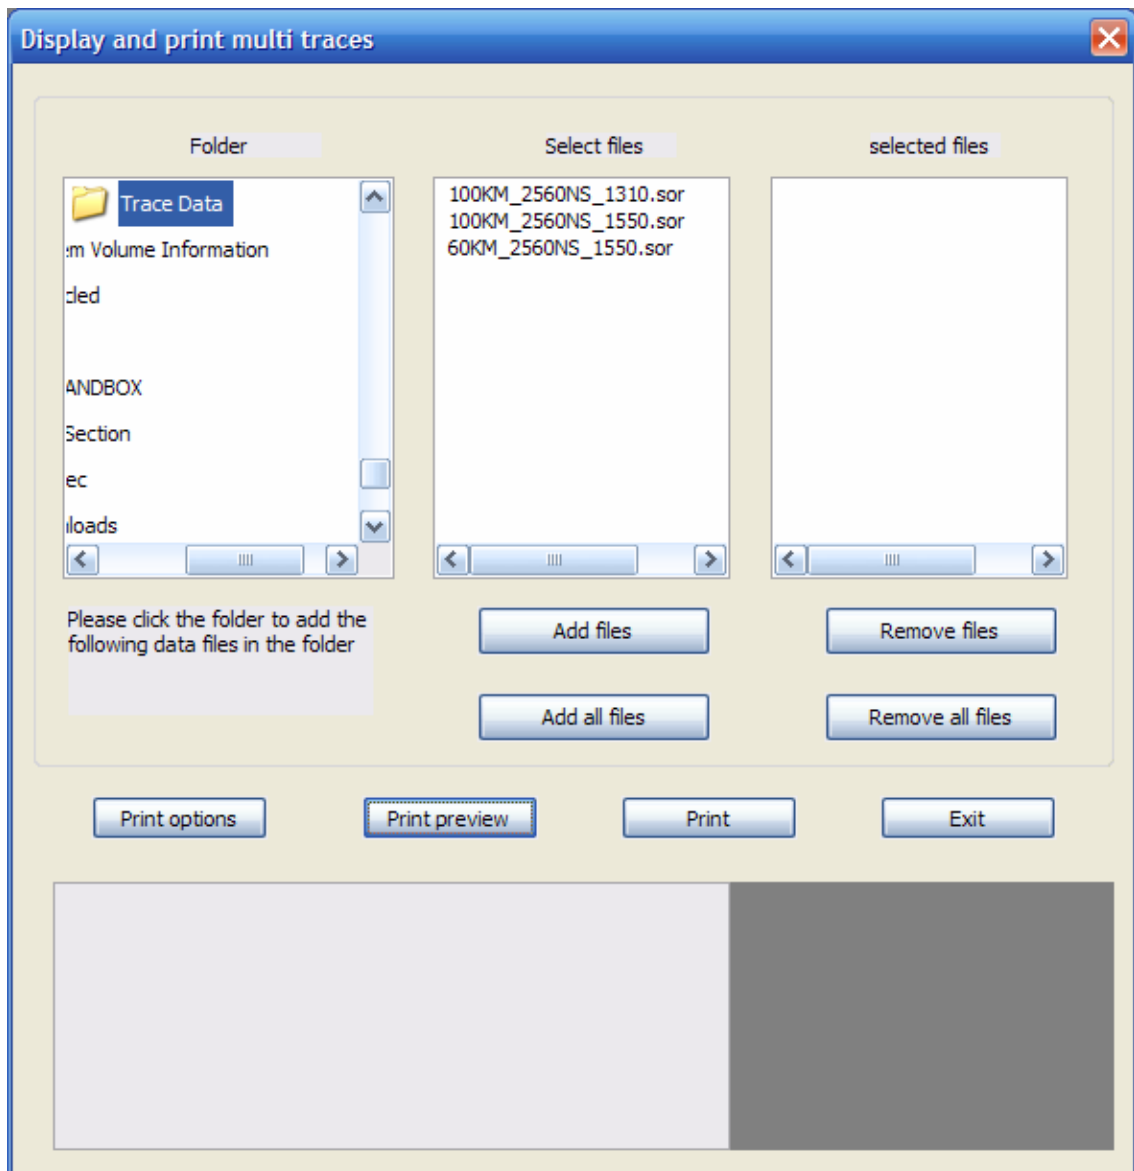 Display and print multi traces
Folder
Select files
selected files
Trace Data
em Volume Information
cled
ANDBOX
Section
ec
nloads
100KM_2560NS_1310.sor
100KM_2560NS_1550.sor
60KM_2560NS_1550.sor
Please click the folder to add the
following data files in the folder
Add files
Remove files
Add all files
Remove all files
Print options
Print preview
Print
Exit